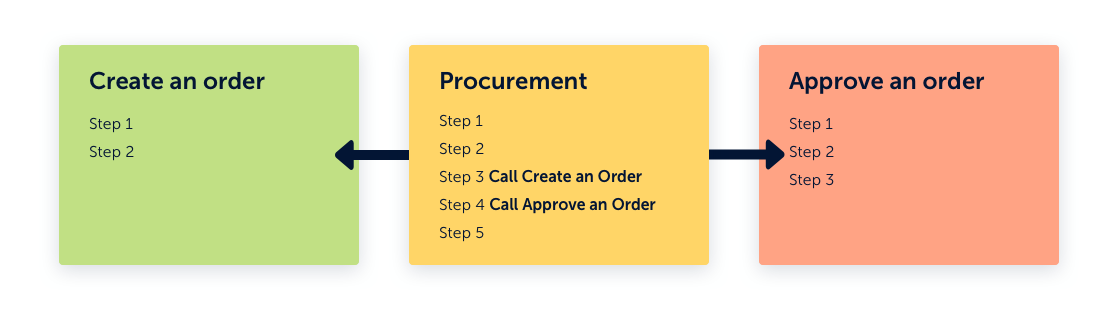 Create an order
Step 1
Step 2
Procurement
Step 1
Step 2
Step 3 Call Create an Order
Step 4 Call Approve an Order
Step 5
Approve an order
Step 1
Step 2
Step 3